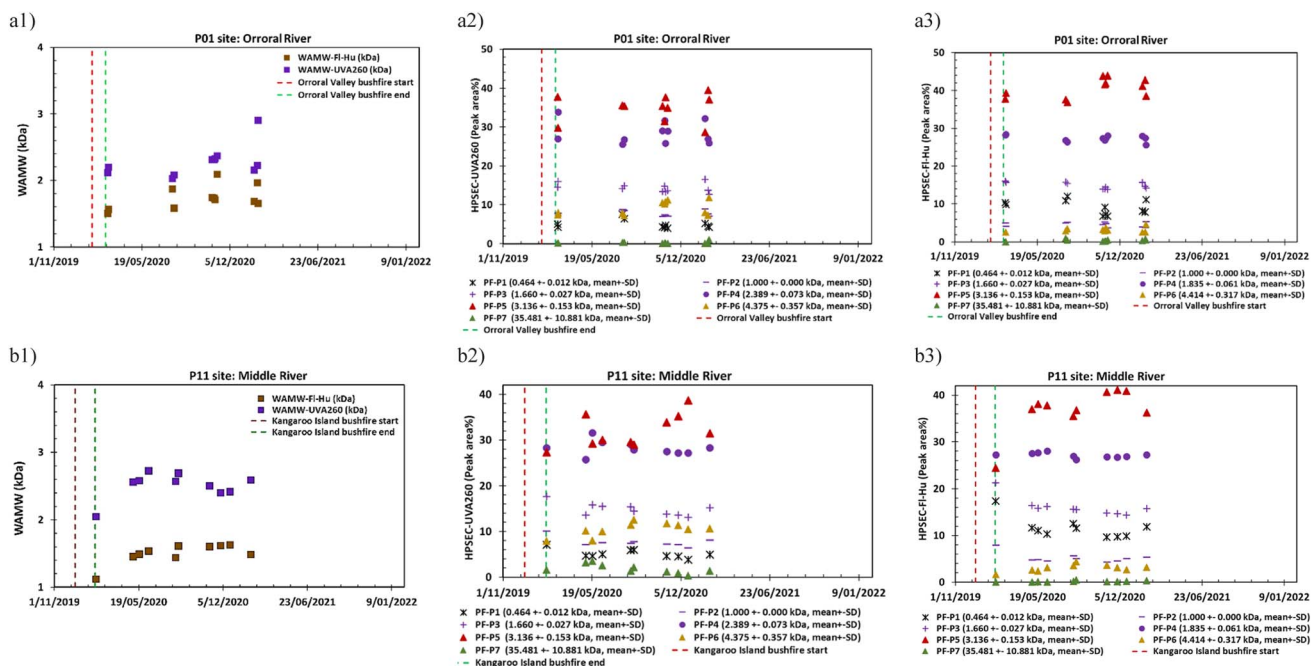 a1)
P01 site: Orroral River
WAMW (kDa)
4
3
2
1
WAMW-Fl-Hu (kDa)
WAMW-UVA260 (kDa)
Orroral Valley bushfire start
Orroral Valley bushfire end
1/11/2019 19/05/2020 5/12/2020 23/06/2021 9/01/2022
a2)
P01 site: Orroral River
HPSEC-UVA260 (Peak area%)
50
40
30
20
10
0
1/11/2019 19/05/2020 5/12/2020 23/06/2021 9/01/2022
PF-P1 (0.464 +- 0.012 kDa, mean+-SD) PF-P2 (1.000 +- 0.000 kDa, mean+-SD)
PF-P3 (1.660 +- 0.027 kDa, mean+-SD) PF-P4 (2.389 +- 0.073 kDa, mean+-SD)
PF-P5 (3.136 +- 0.153 kDa, mean+-SD) PF-P6 (4.375 +- 0.357 kDa, mean+-SD)
PF-P7 (35.481 +- 10.881 kDa, mean+-SD) Orroral Valley bushfire start
Orroral Valley bushfire end
a3)
P01 site: Orroral River
HPSEC-Fl-Hu (Peak area%)
50
40
30
20
10
0
1/11/2019 19/05/2020 5/12/2020 23/06/2021 9/01/2022
PF-P1 (0.464 +- 0.012 kDa, mean+-SD) PF-P2 (1.000 +- 0.000 kDa, mean+-SD)
PF-P3 (1.660 +- 0.027 kDa, mean+-SD) PF-P4 (1.835 +- 0.061 kDa, mean+-SD)
PF-P5 (3.136 +- 0.153 kDa, mean+-SD) PF-P6 (4.414 +- 0.317 kDa, mean+-SD)
PF-P7 (35.481 +- 10.881 kDa, mean+-SD) Orroral Valley bushfire start
Orroral Valley bushfire end
b1)
P11 site: Middle River
WAMW (kDa)
4
3
2
1
WAMW-Fl-Hu (kDa)
WAMW-UVA260 (kDa)
Kangaroo Island bushfire start
Kangaroo Island bushfire end
1/11/2019 19/05/2020 5/12/2020 23/06/2021 9/01/2022
b2)
P11 site: Middle River
HPSEC-UVA260 (Peak area%)
40
30
20
10
0
1/11/2019 19/05/2020 5/12/2020 23/06/2021 9/01/2022
PF-P1 (0.464 +- 0.012 kDa, mean+-SD) PF-P2 (1.000 +- 0.000 kDa, mean+-SD)
PF-P3 (1.660 +- 0.027 kDa, mean+-SD) PF-P4 (2.389 +- 0.073 kDa, mean+-SD)
PF-P5 (3.136 +- 0.153 kDa, mean+-SD) PF-P6 (4.375 +- 0.357 kDa, mean+-SD)
PF-P7 (35.481 +- 10.881 kDa, mean+-SD) Kangaroo Island bushfire start
Kangaroo Island bushfire end
b3)
P11 site: Middle River
HPSEC-Fl-Hu (Peak area%)
40
30
20
10
0
1/11/2019 19/05/2020 5/12/2020 23/06/2021 9/01/2022
PF-P1 (0.464 +- 0.012 kDa, mean+-SD) PF-P2 (1.000 +- 0.000 kDa, mean+-SD)
PF-P3 (1.660 +- 0.027 kDa, mean+-SD) PF-P4 (1.835 +- 0.061 kDa, mean+-SD)
PF-P5 (3.136 +- 0.153 kDa, mean+-SD) PF-P6 (4.414 +- 0.317 kDa, mean+-SD)
PF-P7 (35.481 +- 10.881 kDa, mean+-SD) Kangaroo Island bushfire start
Kangaroo Island bushfire end